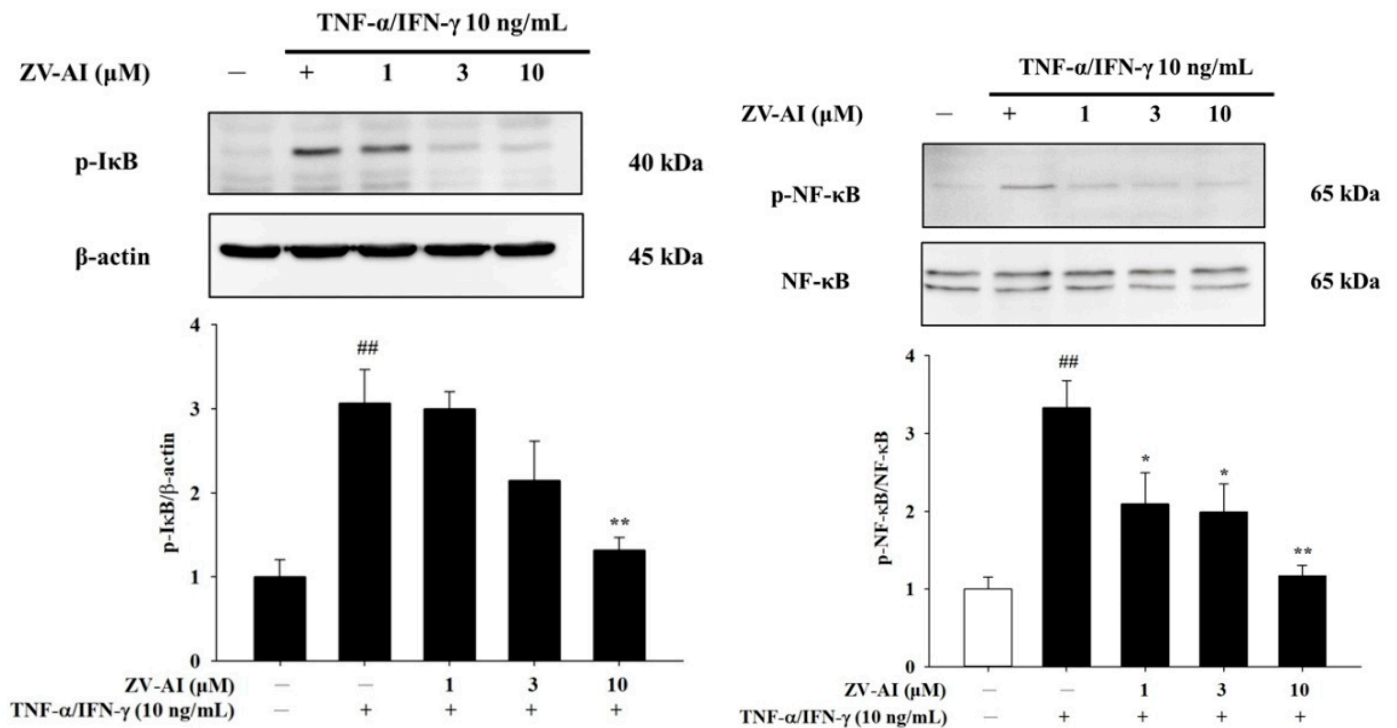 TNF-α/IFN-γ 10 ng/mL
ZV-AI (μM) — + 1 3 10
p-IκB 40 kDa
β-actin 45 kDa
4
3
2
1
0
p-IκB/β-actin
##
**
ZV-AI (μM) — — 1 3 10
TNF-α/IFN-γ (10 ng/mL) — + + + +
TNF-α/IFN-γ 10 ng/mL
ZV-AI (μM) — + 1 3 10
p-NF-κB 65 kDa
NF-κB 65 kDa
4
3
2
1
0
p-NF-κB/NF-κB
##
*
*
**
ZV-AI (μM) — — 1 3 10
TNF-α/IFN-γ (10 ng/mL) — + + + +